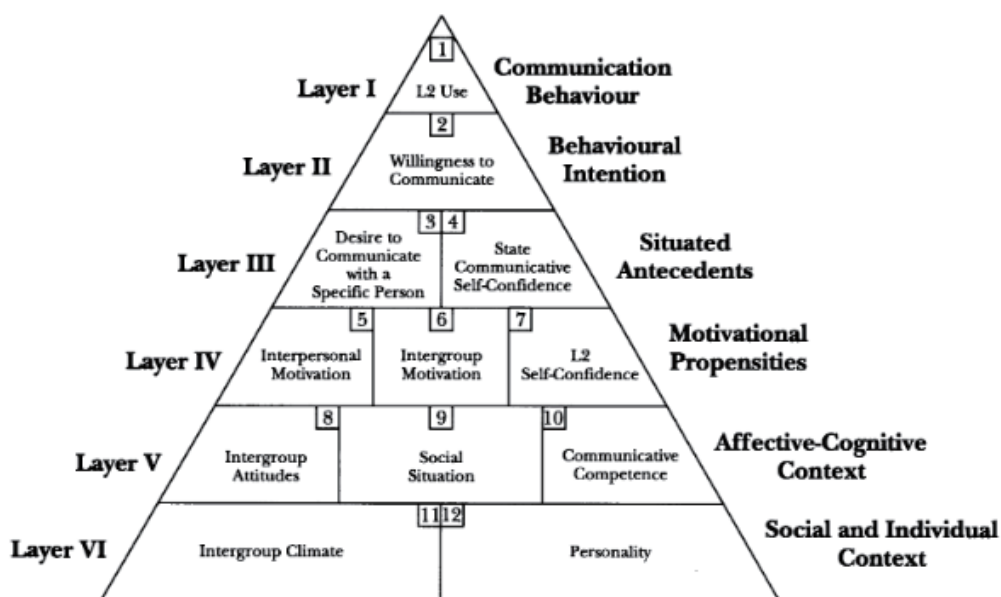 1
Layer I
L2 Use
Communication
Behaviour
2
Layer II
Willingness to
Communicate
Behavioural
Intention
3 4
Layer III
Desire to
Communicate
with a
Specific Person
State
Communicative
Self-Confidence
Situated
Antecedents
5 6 7
Layer IV
Interpersonal
Motivation
Intergroup
Motivation
L2
Self-Confidence
Motivational
Propensities
8 9 10
Layer V
Intergroup
Attitudes
Social
Situation
Communicative
Competence
Affective-Cognitive
Context
11 12
Layer VI
Intergroup Climate
Personality
Social and Individual
Context